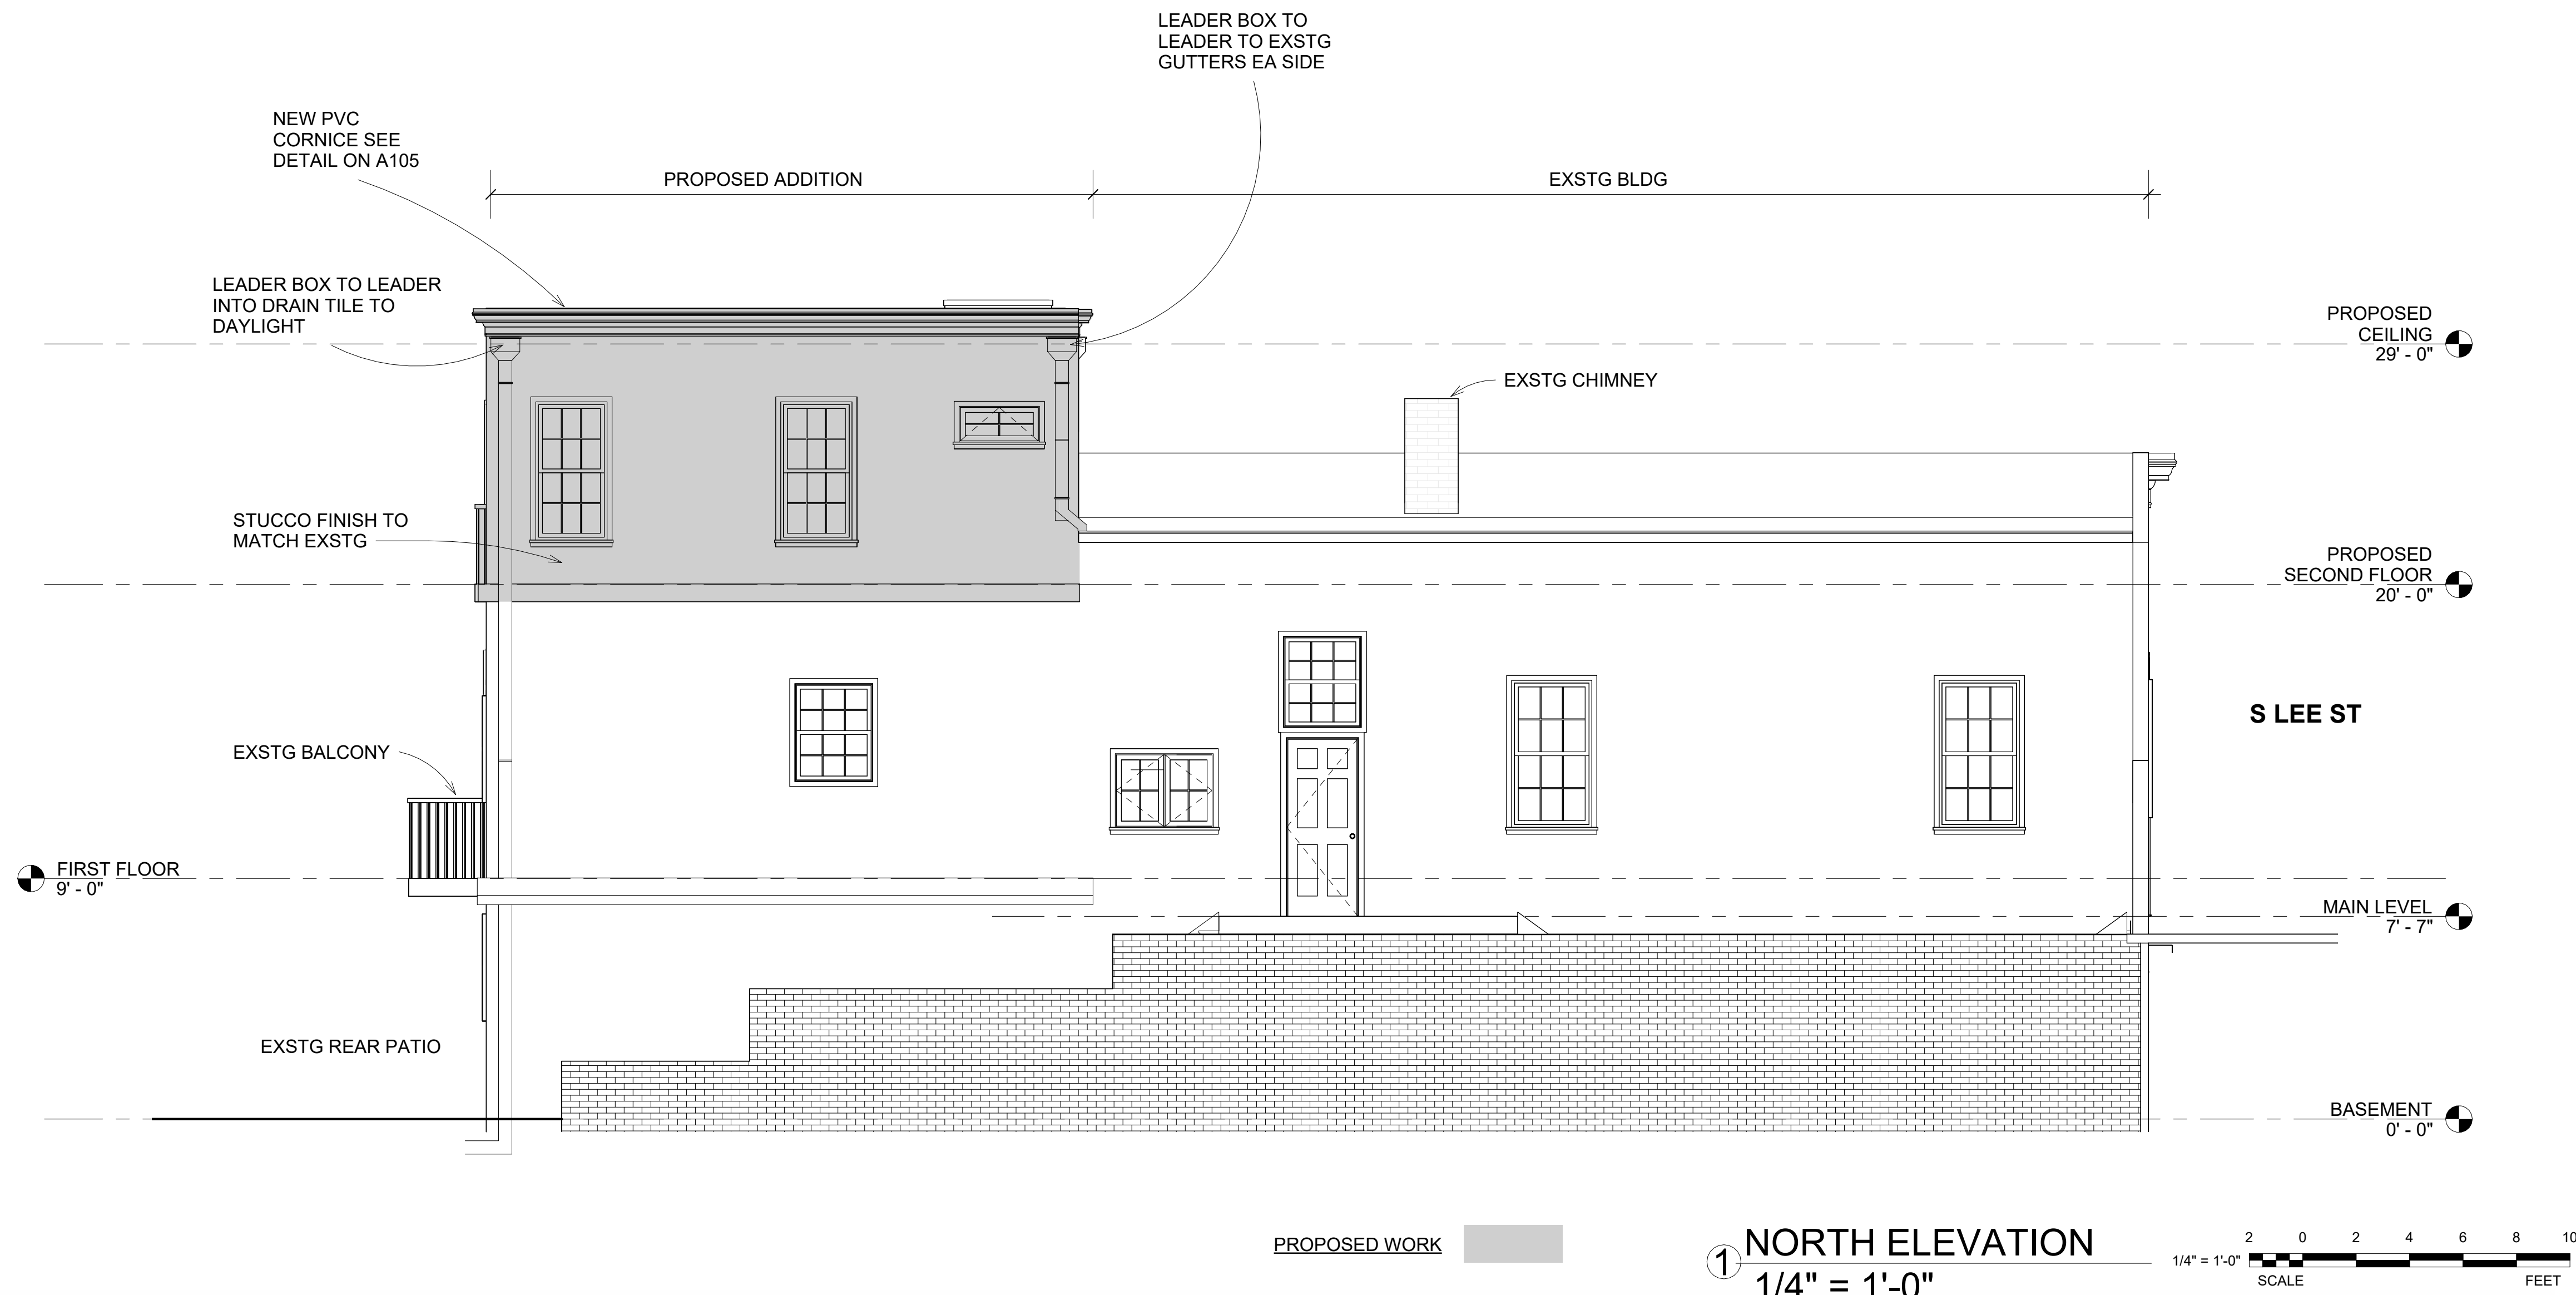 LEADER BOX TO
LEADER TO EXSTG
GUTTERS EA SIDE
NEW PVC
CORNICE SEE
DETAIL ON A105
PROPOSED ADDITION
EXSTG BLDG
LEADER BOX TO LEADER
INTO DRAIN TILE TO
DAYLIGHT
PROPOSED
CEILING
29' - 0"
EXSTG CHIMNEY
STUCCO FINISH TO
MATCH EXSTG
PROPOSED
SECOND FLOOR
20' - 0"
S LEE ST
EXSTG BALCONY
FIRST FLOOR
9' - 0"
MAIN LEVEL
7' - 7"
EXSTG REAR PATIO
BASEMENT
0' - 0"
PROPOSED WORK
1 NORTH ELEVATION
1/4" = 1'-0"
2 0 2 4 6 8 10
1/4" = 1'-0"
SCALE FEET